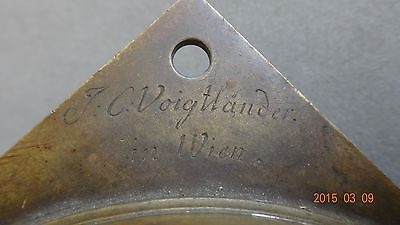 J. C. Voigtländer.
in Wien.
2015 03 09